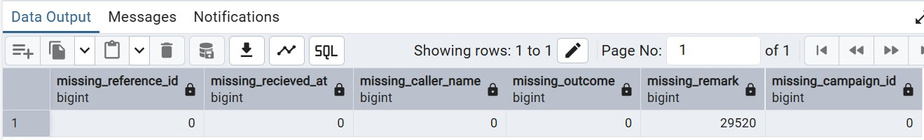 Data Output Messages Notifications
SQL Showing rows: 1 to 1 Page No: 1 of 1
missing_reference_id missing_recieved_at missing_caller_name missing_outcome missing_remark missing_campaign_id
bigint bigint bigint bigint bigint bigint
1 0 0 0 0 29520 0